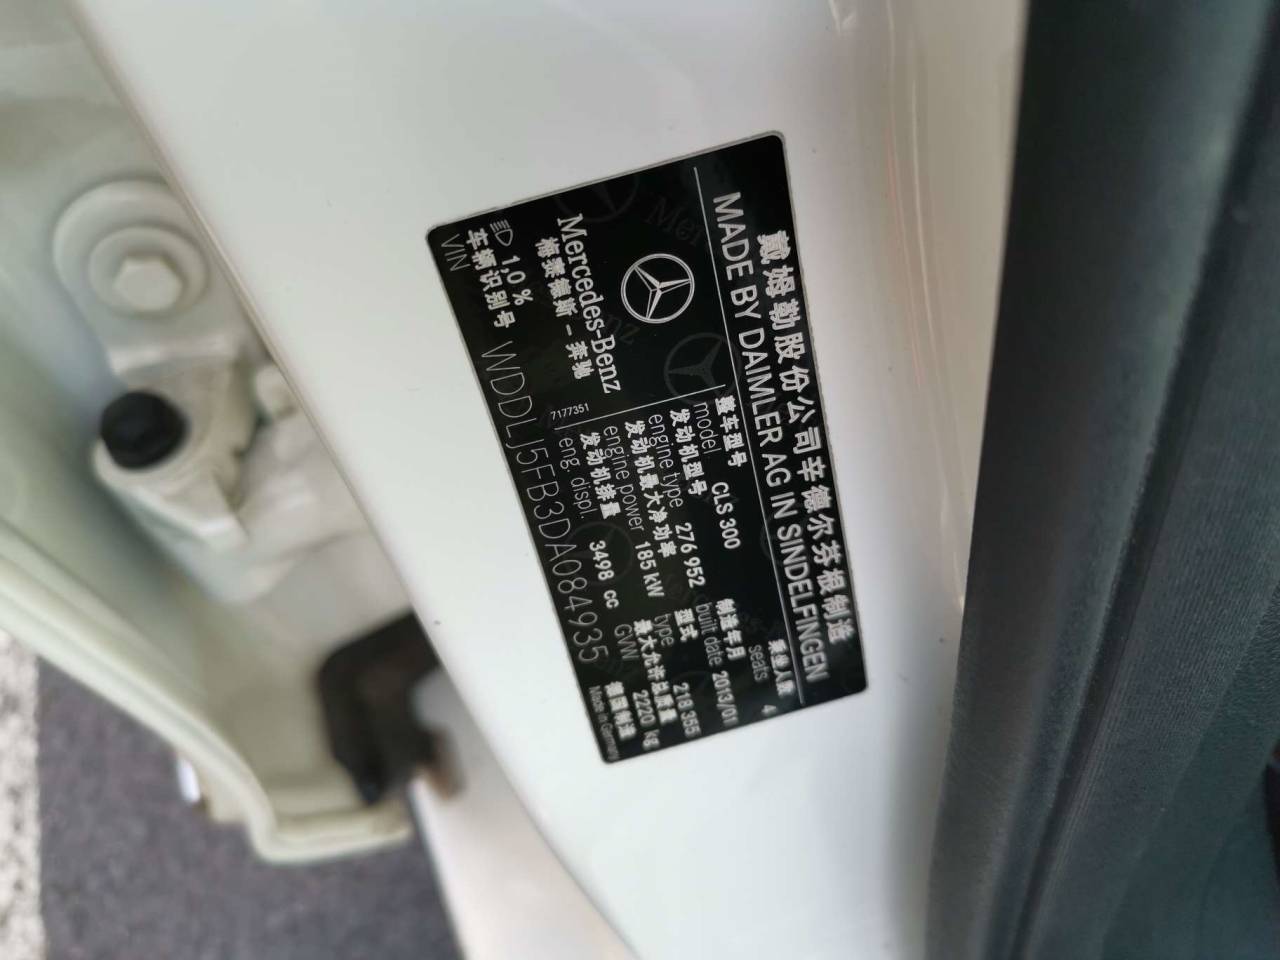 戴姆勒股份公司辛德尔芬根制造
MADE BY DAIMLER AG IN SINDELFINGEN
Mercedes-Benz
梅赛德斯－奔驰
1,0 %
7177351
整车型号
model CLS 300
乘坐人数
seats 4
发动机型号
engine type 276 952
制造年月
built date 2013/01
发动机最大净功率
engine power 185 kW
型式
type 218 355
发动机排量
eng. displ. 3498 cc
最大允许总质量
GVW 2220 kg
车辆识别号
VIN WDDLJ5FB3DA084935
德国制造
Made in Germany